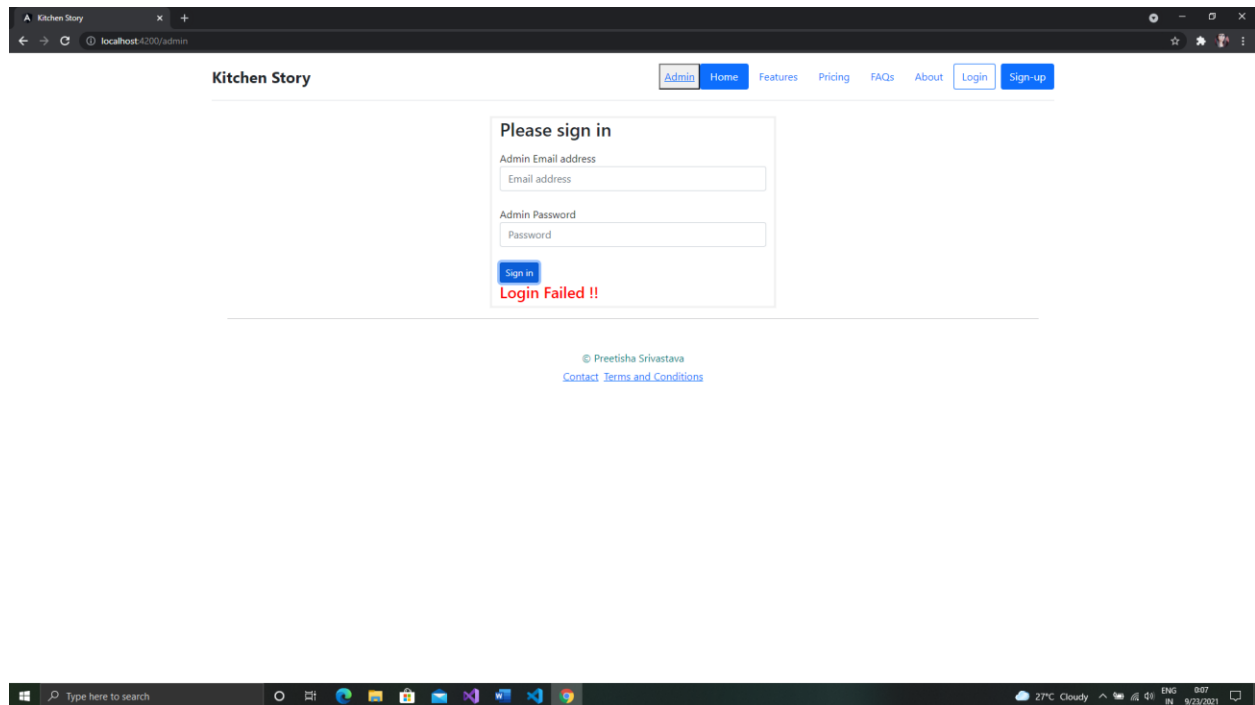 Kitchen Story
localhost:4200/admin
Kitchen Story
Admin Home Features Pricing FAQs About Login Sign-up
Please sign in
Admin Email address
Email address
Admin Password
Password
Sign in
Login Failed !!
© Preetisha Srivastava
Contact Terms and Conditions
Type here to search
27°C Cloudy
ENG
IN
0:07
9/23/2021